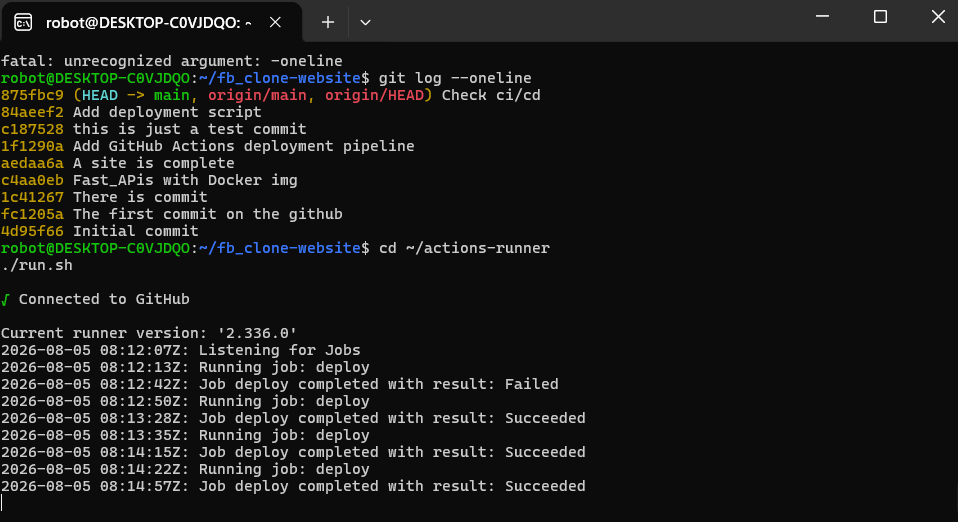 robot@DESKTOP-C0VJDQO: ~
fatal: unrecognized argument: -oneline
robot@DESKTOP-C0VJDQO:~/fb_clone-website$ git log --oneline
875fbc9 (HEAD -> main, origin/main, origin/HEAD) Check ci/cd
84aeef2 Add deployment script
c187528 this is just a test commit
1f1290a Add GitHub Actions deployment pipeline
aedaa6a A site is complete
c4aa0eb Fast_APis with Docker img
1c41267 There is commit
fc1205a The first commit on the github
4d95f66 Initial commit
robot@DESKTOP-C0VJDQO:~/fb_clone-website$ cd ~/actions-runner
./run.sh
√ Connected to GitHub
Current runner version: '2.336.0'
2026-08-05 08:12:07Z: Listening for Jobs
2026-08-05 08:12:13Z: Running job: deploy
2026-08-05 08:12:42Z: Job deploy completed with result: Failed
2026-08-05 08:12:50Z: Running job: deploy
2026-08-05 08:13:28Z: Job deploy completed with result: Succeeded
2026-08-05 08:13:35Z: Running job: deploy
2026-08-05 08:14:15Z: Job deploy completed with result: Succeeded
2026-08-05 08:14:22Z: Running job: deploy
2026-08-05 08:14:57Z: Job deploy completed with result: Succeeded